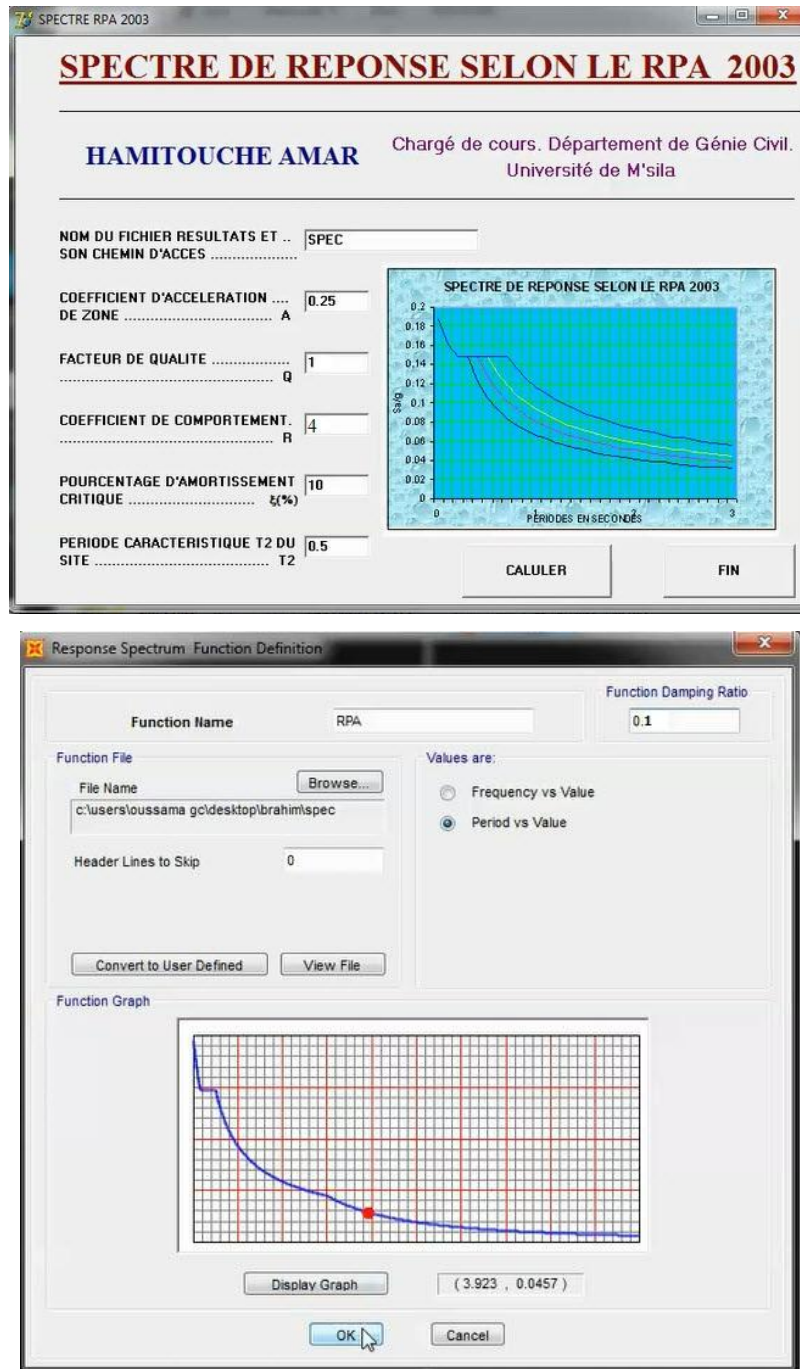 SPECTRE RPA 2003
SPECTRE DE REPONSE SELON LE RPA 2003
HAMITOUCHE AMAR
Chargé de cours. Département de Génie Civil.
Université de M'sila
NOM DU FICHIER RESULTATS ET ..
SON CHEMIN D'ACCES ...................
SPEC
COEFFICIENT D'ACCELERATION ....
DE ZONE ................................. A
0.25
FACTEUR DE QUALITE ..................
................................................ Q
1
COEFFICIENT DE COMPORTEMENT.
................................................ R
4
POURCENTAGE D'AMORTISSEMENT
CRITIQUE ............................ ξ(%)
10
PERIODE CARACTERISTIQUE T2 DU
SITE ....................................... T2
0.5
SPECTRE DE REPONSE SELON LE RPA 2003
0.2
0.18
0.16
0.14
0.12
0.1
0.08
0.06
0.04
0.02
0
Sa/g
0 1 2 3
PERIODES EN SECONDES
CALULER
FIN
Response Spectrum Function Definition
Function Name
RPA
Function Damping Ratio
0.1
Function File
File Name
Browse...
c:\users\oussama gc\desktop\brahim\spec
Header Lines to Skip
0
Convert to User Defined
View File
Values are:
Frequency vs Value
Period vs Value
Function Graph
Display Graph
( 3.923 , 0.0457 )
OK
Cancel